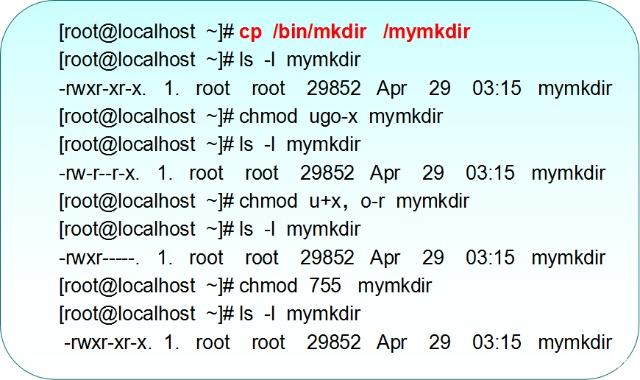 [root@localhost ~]# cp /bin/mkdir /mymkdir
[root@localhost ~]# ls -l mymkdir
-rwxr-xr-x. 1. root root 29852 Apr 29 03:15 mymkdir
[root@localhost ~]# chmod ugo-x mymkdir
[root@localhost ~]# ls -l mymkdir
-rw-r--r-x. 1. root root 29852 Apr 29 03:15 mymkdir
[root@localhost ~]# chmod u+x，o-r mymkdir
[root@localhost ~]# ls -l mymkdir
-rwxr-----. 1. root root 29852 Apr 29 03:15 mymkdir
[root@localhost ~]# chmod 755 mymkdir
[root@localhost ~]# ls -l mymkdir
-rwxr-xr-x. 1. root root 29852 Apr 29 03:15 mymkdir